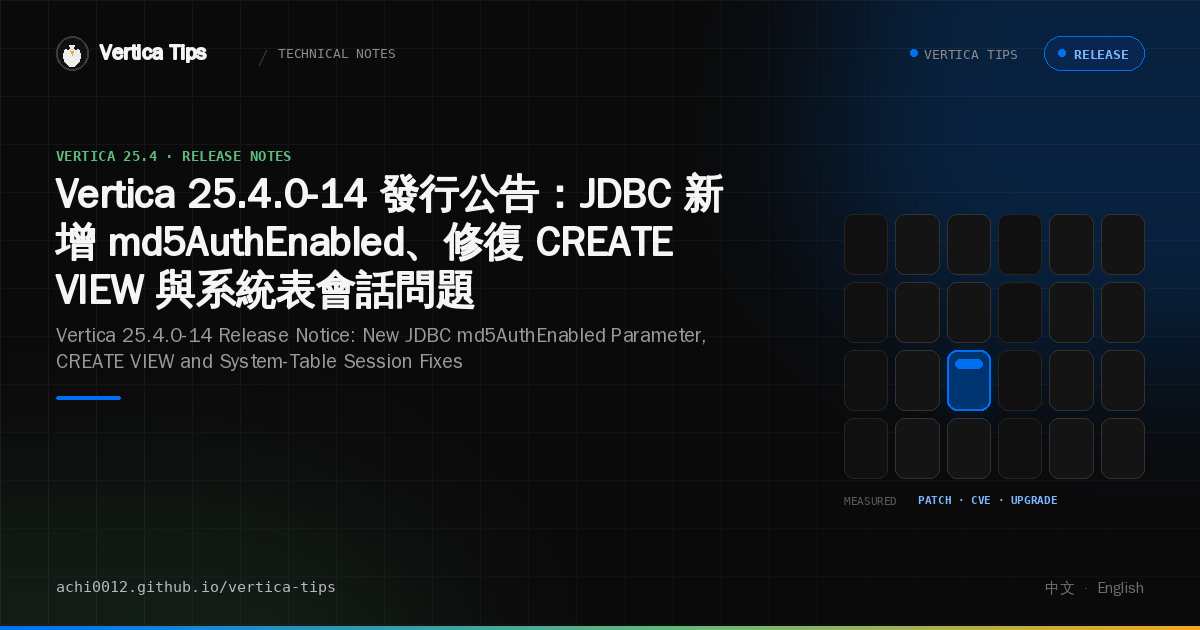 Vertica Tips / TECHNICAL NOTES
VERTICA TIPS
RELEASE
VERTICA 25.4 · RELEASE NOTES
Vertica 25.4.0-14 發行公告：JDBC 新
增 md5AuthEnabled、修復 CREATE
VIEW 與系統表會話問題
Vertica 25.4.0-14 Release Notice: New JDBC md5AuthEnabled Parameter,
CREATE VIEW and System-Table Session Fixes
MEASURED PATCH · CVE · UPGRADE
achi0012.github.io/vertica-tips
中文 · English